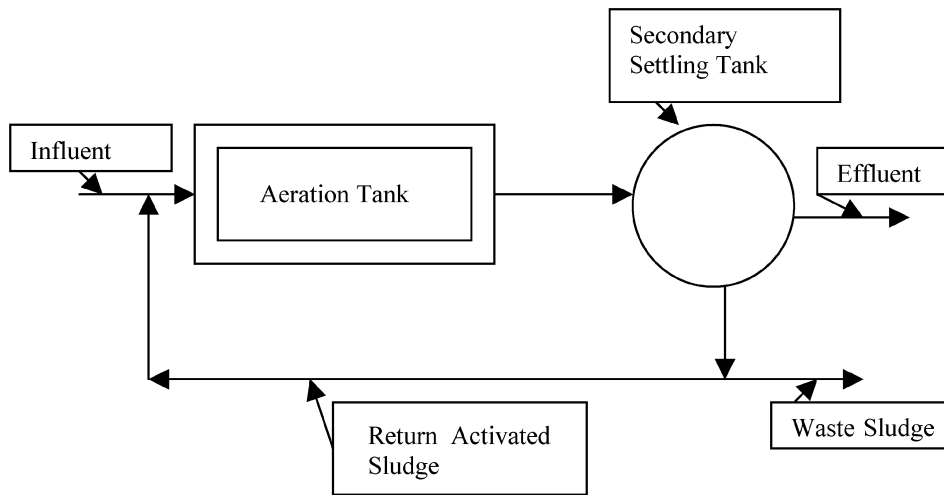 Secondary
Settling Tank
Influent
Aeration Tank
Effluent
Return Activated
Sludge
Waste Sludge